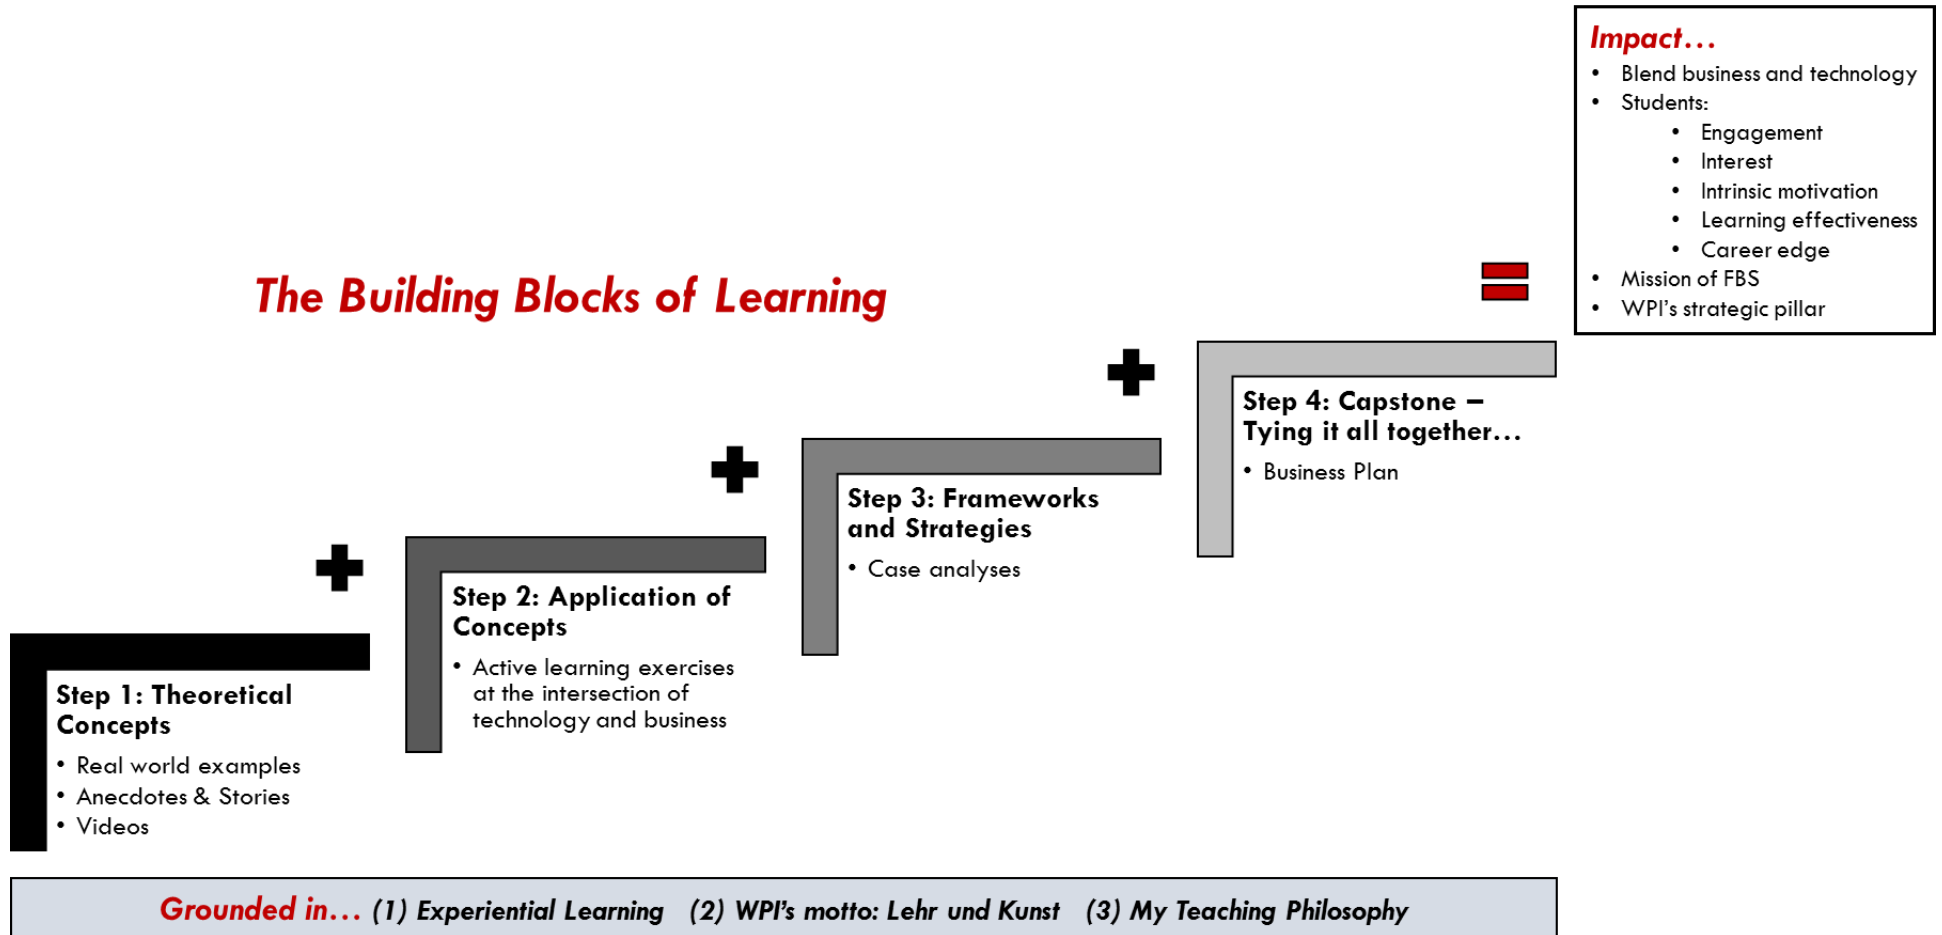 The Building Blocks of Learning
Step 1: Theoretical
Concepts
• Real world examples
• Anecdotes & Stories
• Videos
Step 2: Application of
Concepts
• Active learning exercises
at the intersection of
technology and business
Step 3: Frameworks
and Strategies
• Case analyses
Step 4: Capstone –
Tying it all together…
• Business Plan
Impact…
• Blend business and technology
• Students:
• Engagement
• Interest
• Intrinsic motivation
• Learning effectiveness
• Career edge
• Mission of FBS
• WPI’s strategic pillar
Grounded in… (1) Experiential Learning (2) WPI’s motto: Lehr und Kunst (3) My Teaching Philosophy